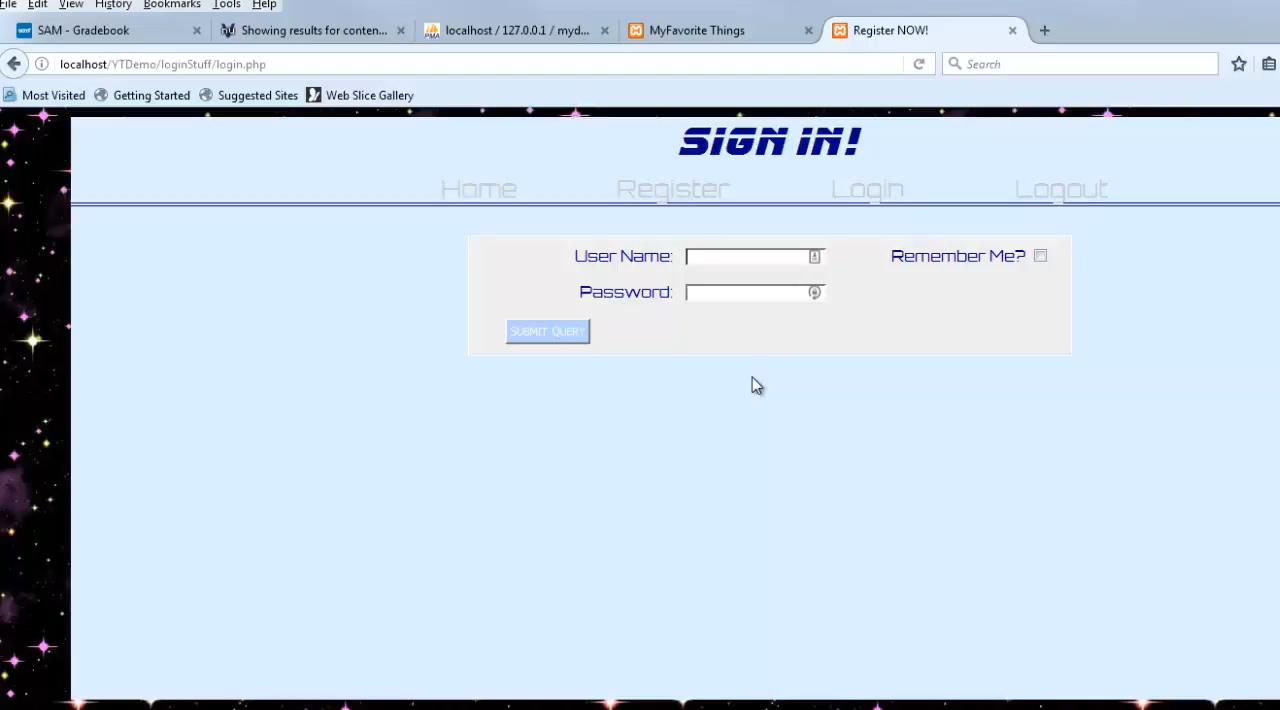 File Edit View History Bookmarks Tools Help
SAM - Gradebook
Showing results for conten...
localhost / 127.0.0.1 / myd...
MyFavorite Things
Register NOW!
localhost/YTDemo/loginStuff/login.php
Search
Most Visited Getting Started Suggested Sites Web Slice Gallery
SIGN IN!
Home Register Login Logout
User Name: Remember Me?
Password:
SUBMIT QUERY